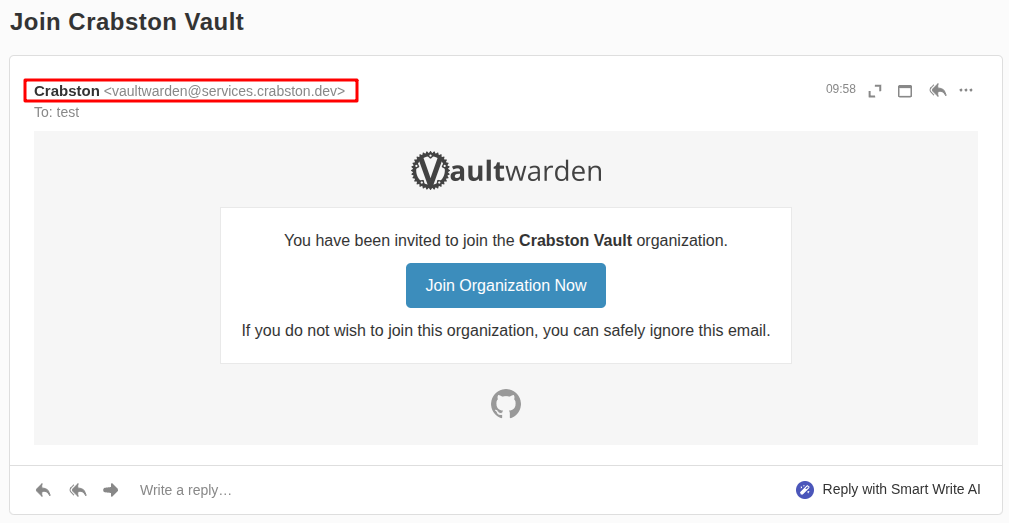 Join Crabston Vault
Crabston <vaultwarden@services.crabston.dev>
09:58
To: test
Vaultwarden
You have been invited to join the Crabston Vault organization.
Join Organization Now
If you do not wish to join this organization, you can safely ignore this email.
Write a reply…
Reply with Smart Write AI